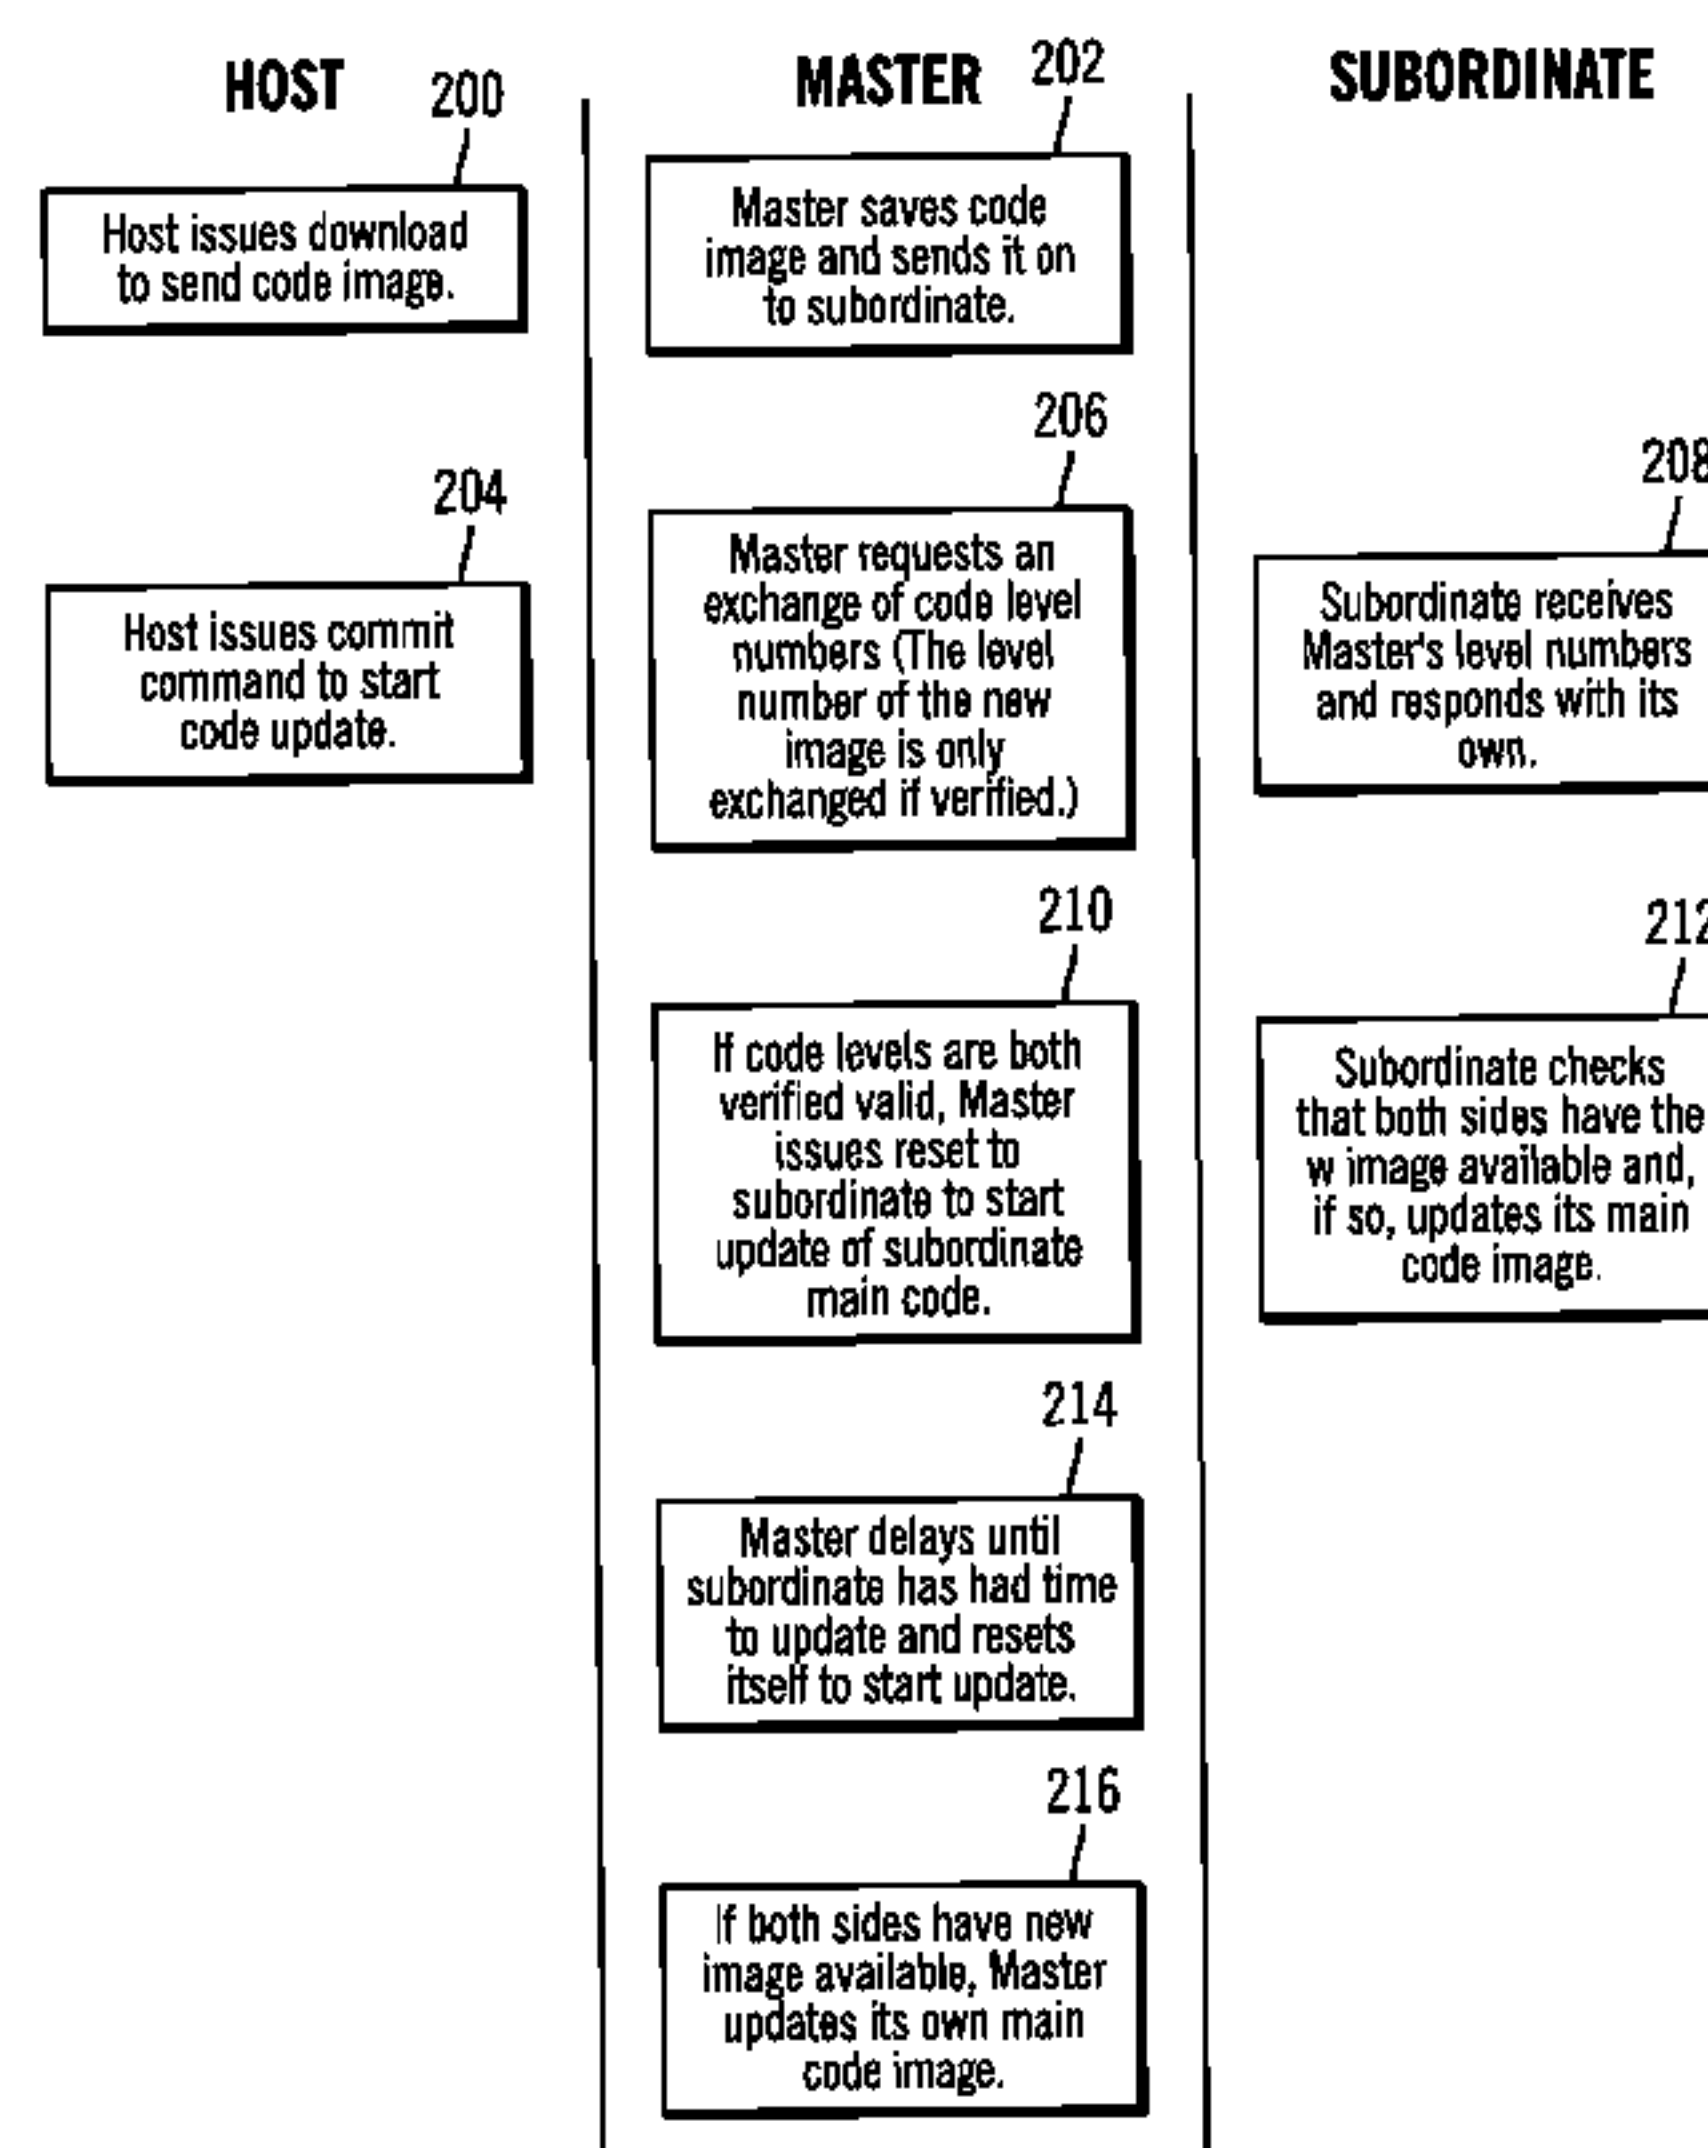 HOST
200
MASTER
202
SUBORDINATE
Host issues download
to send code image.
Master saves code
image and sends it on
to subordinate.
204
Host issues commit
command to start
code update.
206
Master requests an
exchange of code level
numbers (The level
number of the new
image is only
exchanged if verified.)
208
Subordinate receives
Master's level numbers
and responds with its
own.
210
If code levels are both
verified valid, Master
issues reset to
subordinate to start
update of subordinate
main code.
212
Subordinate checks
that both sides have the
w image available and,
if so, updates its main
code image.
214
Master delays until
subordinate has had time
to update and resets
itself to start update.
216
If both sides have new
image available, Master
updates its own main
code image.